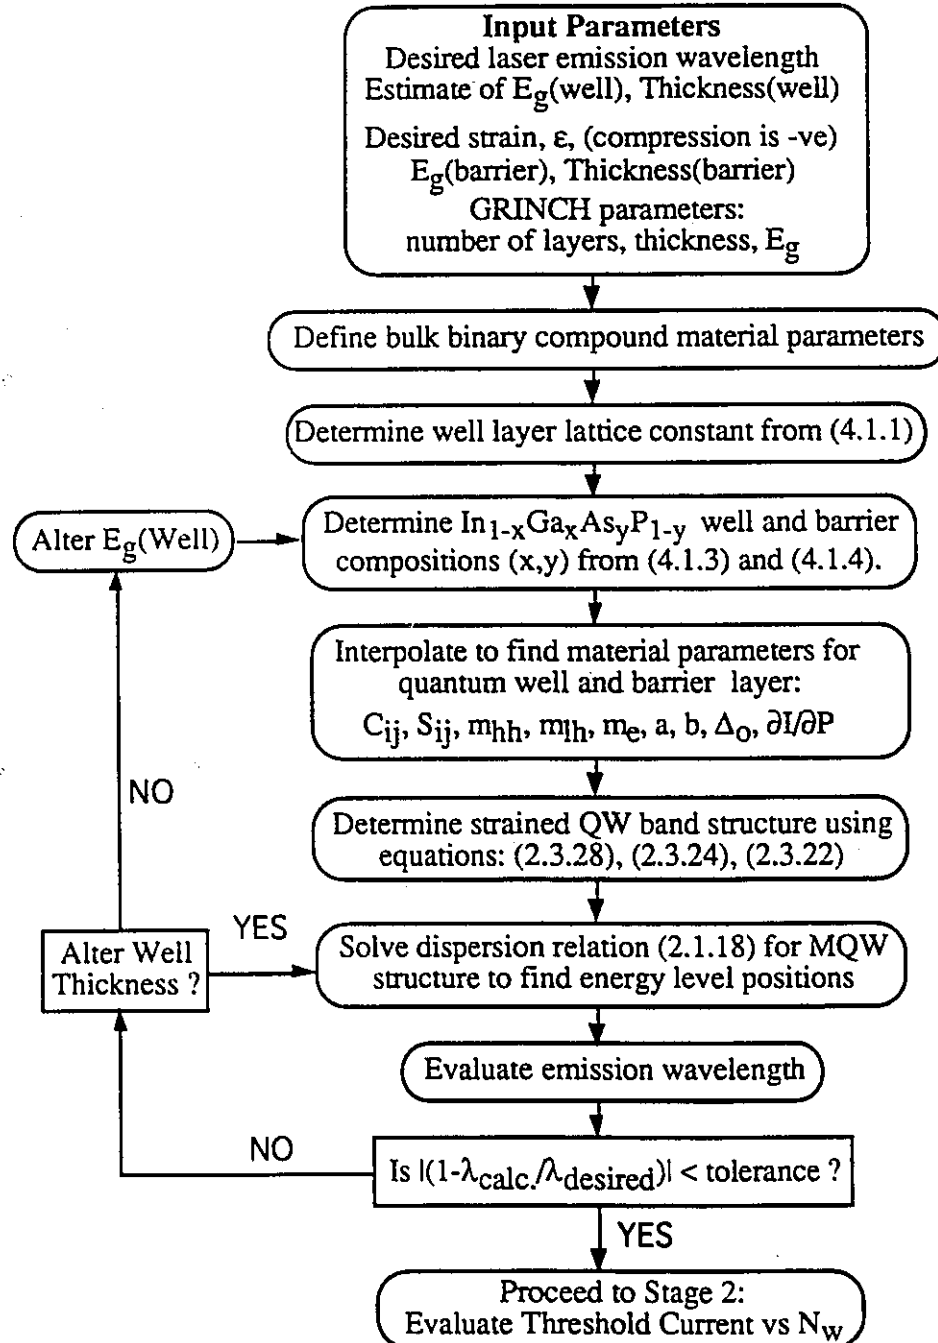 Input Parameters
Desired laser emission wavelength
Estimate of Eg(well), Thickness(well)
Desired strain, ε, (compression is -ve)
Eg(barrier), Thickness(barrier)
GRINCH parameters:
number of layers, thickness, Eg
Define bulk binary compound material parameters
Determine well layer lattice constant from (4.1.1)
Alter Eg(Well)
Determine In1-xGaxAsyP1-y well and barrier
compositions (x,y) from (4.1.3) and (4.1.4).
Interpolate to find material parameters for
quantum well and barrier layer:
Cij, Sij, mhh, mlh, me, a, b, Δo, ∂I/∂P
NO
Determine strained QW band structure using
equations: (2.3.28), (2.3.24), (2.3.22)
Alter Well
Thickness ?
YES
Solve dispersion relation (2.1.18) for MQW
structure to find energy level positions
Evaluate emission wavelength
NO
Is |(1-λcalc./λdesired)| < tolerance ?
YES
Proceed to Stage 2:
Evaluate Threshold Current vs Nw